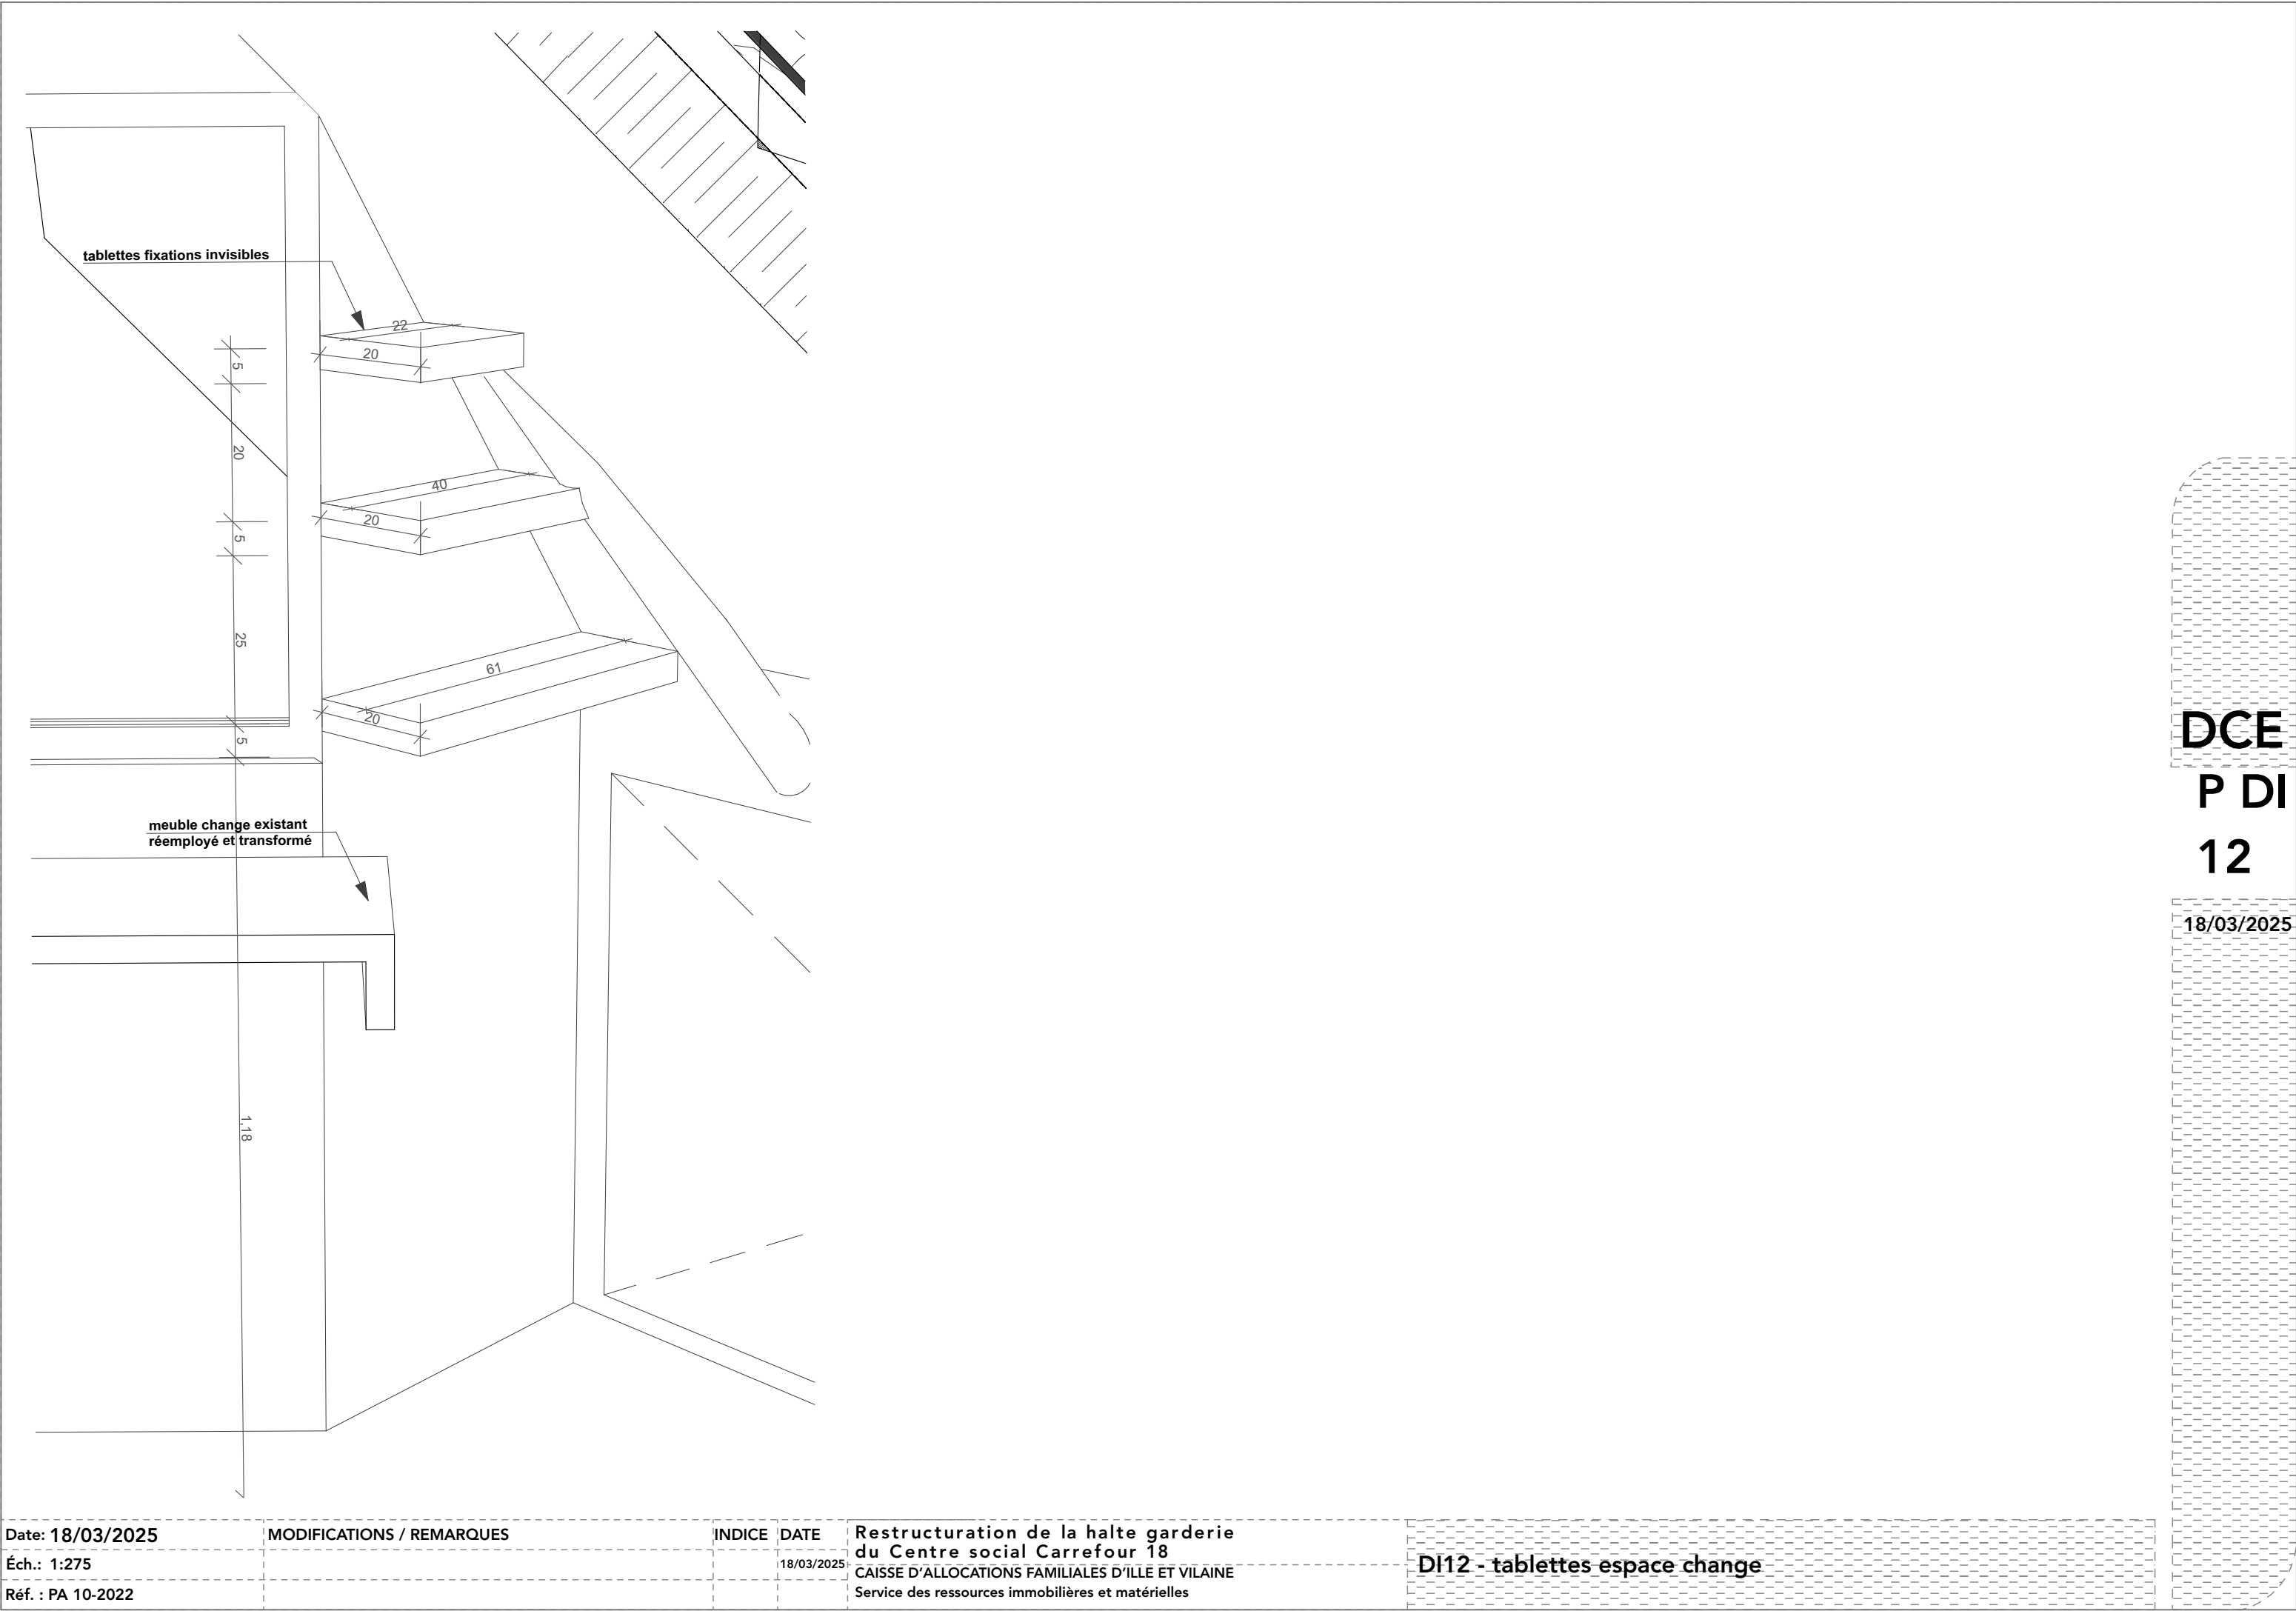 tablettes fixations invisibles
22
20
5
20
40
20
5
25
61
20
5
meuble change existant
réemployé et transformé
1,18
DCE
P DI
12
18/03/2025
Date: 18/03/2025
Éch.: 1:275
Réf. : PA 10-2022
MODIFICATIONS / REMARQUES
INDICE
DATE
18/03/2025
Restructuration de la halte garderie
du Centre social Carrefour 18
CAISSE D'ALLOCATIONS FAMILIALES D'ILLE ET VILAINE
Service des ressources immobilières et matérielles
DI12 - tablettes espace change